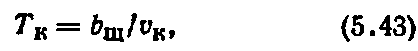 Tк = bщ/vк, (5.43)